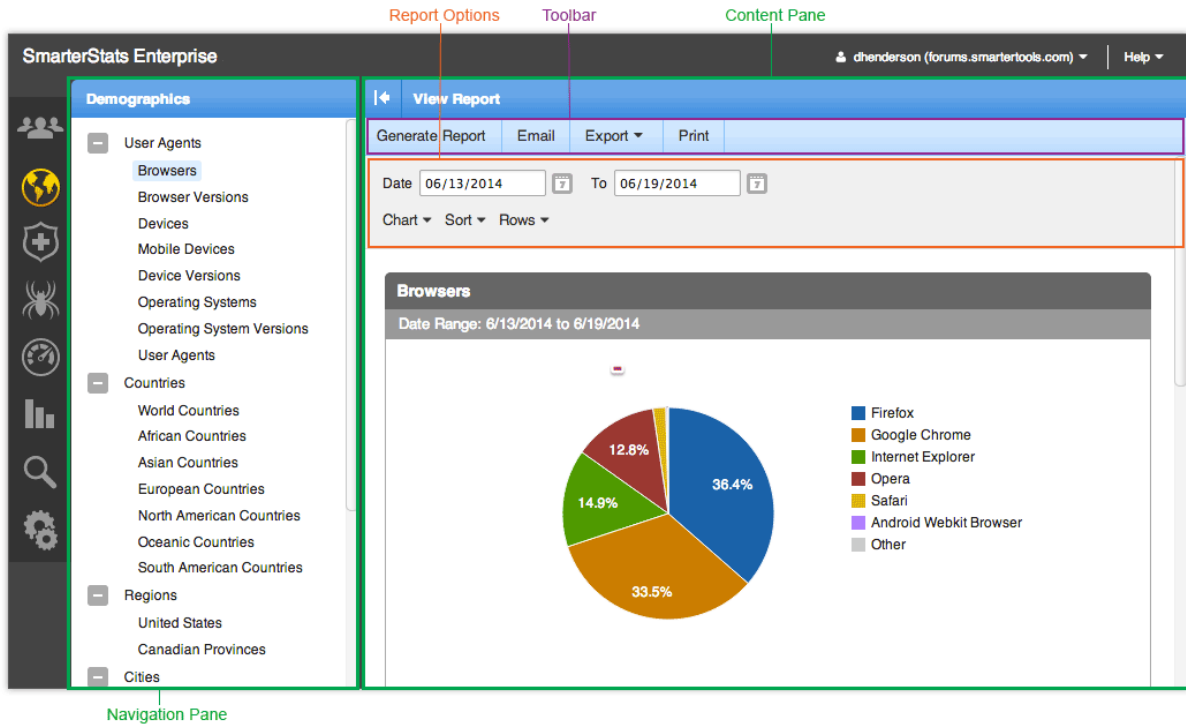 Report Options Toolbar Content Pane
SmarterStats Enterprise
dhenderson (forums.smartertools.com) Help
Demographics
User Agents
Browsers
Browser Versions
Devices
Mobile Devices
Device Versions
Operating Systems
Operating System Versions
User Agents
Countries
World Countries
African Countries
Asian Countries
European Countries
North American Countries
Oceanic Countries
South American Countries
Regions
United States
Canadian Provinces
Cities
View Report
Generate Report Email Export Print
Date 06/13/2014 7 To 06/19/2014 7
Chart Sort Rows
Browsers
Date Range: 6/13/2014 to 6/19/2014
12.8%
36.4%
14.9%
33.5%
Firefox
Google Chrome
Internet Explorer
Opera
Safari
Android Webkit Browser
Other
Navigation Pane